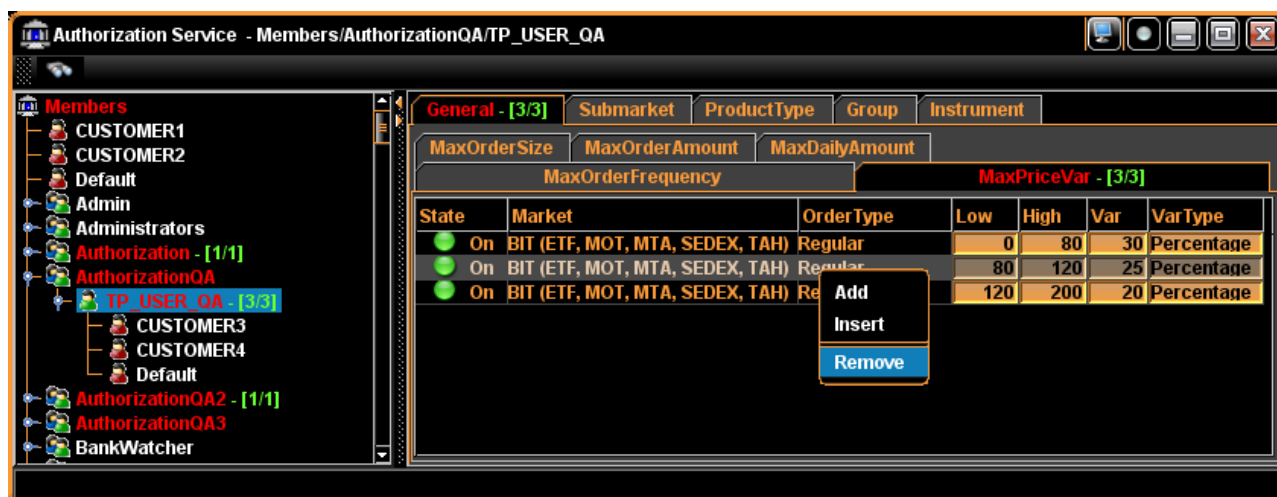 Authorization Service - Members/AuthorizationQA/TP_USER_QA
Members
CUSTOMER1
CUSTOMER2
Default
Admin
Administrators
Authorization - [1/1]
AuthorizationQA
TP_USER_QA - [3/3]
CUSTOMER3
CUSTOMER4
Default
AuthorizationQA2 - [1/1]
AuthorizationQA3
BankWatcher
General - [3/3] Submarket ProductType Group Instrument
MaxOrderSize MaxOrderAmount MaxDailyAmount
MaxOrderFrequency MaxPriceVar - [3/3]
State Market OrderType Low High Var VarType
On BIT (ETF, MOT, MTA, SEDEX, TAH) Regular 0 80 30 Percentage
On BIT (ETF, MOT, MTA, SEDEX, TAH) Regular 80 120 25 Percentage
On BIT (ETF, MOT, MTA, SEDEX, TAH) Re 120 200 20 Percentage
Add
Insert
Remove